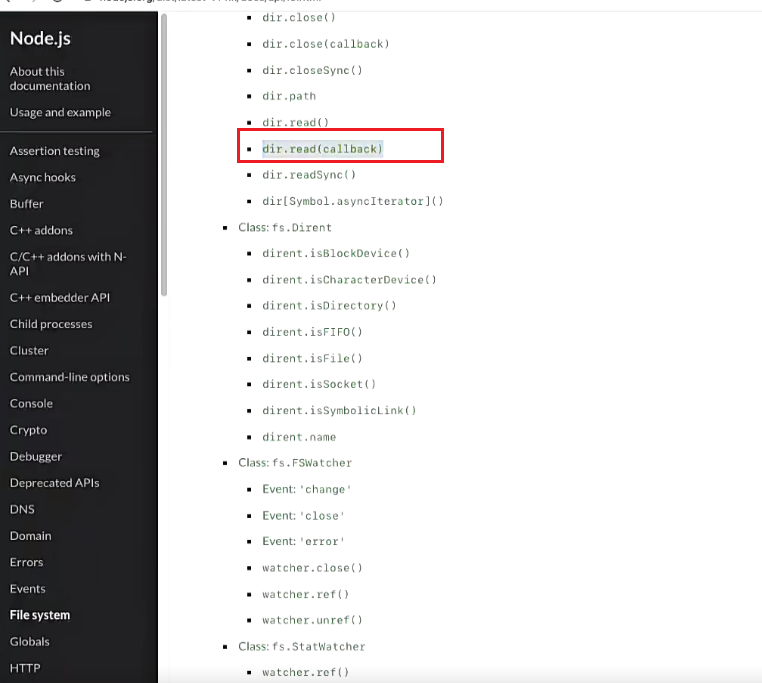 Node.js
About this
documentation
Usage and example
Assertion testing
Async hooks
Buffer
C++ addons
C/C++ addons with N-
API
C++ embedder API
Child processes
Cluster
Command-line options
Console
Crypto
Debugger
Deprecated APIs
DNS
Domain
Errors
Events
File system
Globals
HTTP
dir.close()
dir.close(callback)
dir.closeSync()
dir.path
dir.read()
dir.read(callback)
dir.readSync()
dir[Symbol.asyncIterator]()
Class: fs.Dirent
dirent.isBlockDevice()
dirent.isCharacterDevice()
dirent.isDirectory()
dirent.isFIFO()
dirent.isFile()
dirent.isSocket()
dirent.isSymbolicLink()
dirent.name
Class: fs.FSWatcher
Event: 'change'
Event: 'close'
Event: 'error'
watcher.close()
watcher.ref()
watcher.unref()
Class: fs.StatWatcher
watcher.ref()